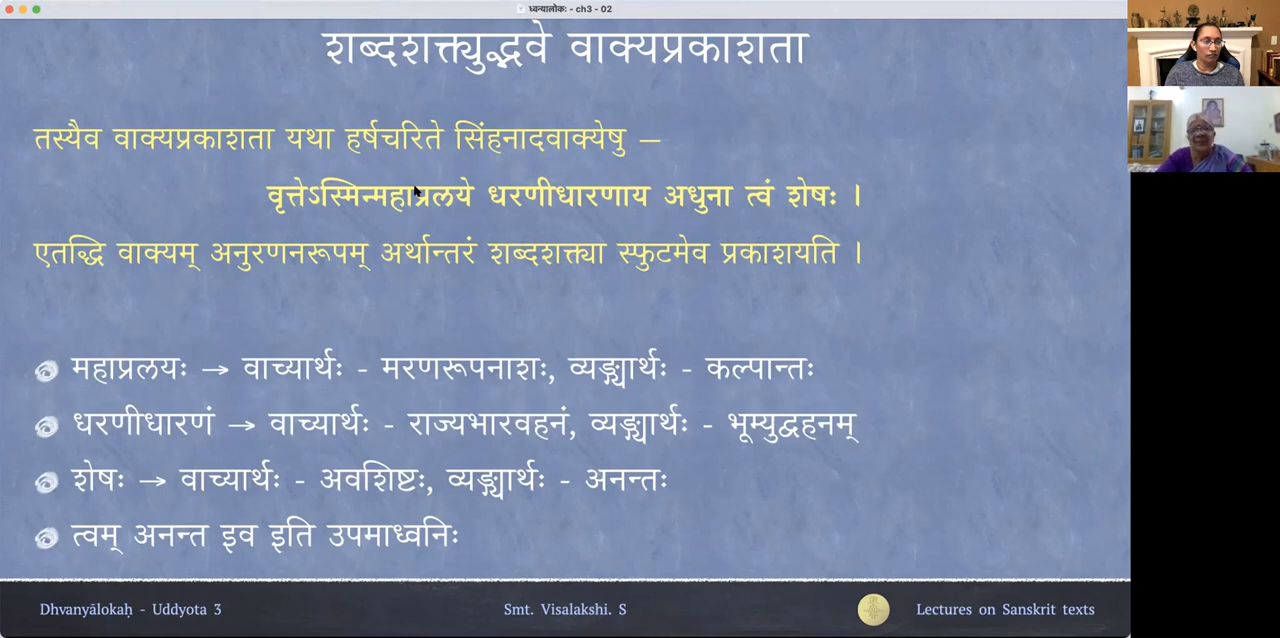 ध्वन्यालोकः - ch3 - 02
शब्दशक्त्युद्भवे वाक्यप्रकाशता
तस्यैव वाक्यप्रकाशता यथा हर्षचरिते सिंहनादवाक्येषु –
वृत्तेऽस्मिन्महाप्रलये धरणीधारणाय अधुना त्वं शेषः ।
एतद्धि वाक्यम् अनुरणनरूपम् अर्थान्तरं शब्दशक्त्या स्फुटमेव प्रकाशयति ।
महाप्रलयः → वाच्यार्थः - मरणरूपनाशः, व्यङ्ग्यार्थः - कल्पान्तः
धरणीधारणं → वाच्यार्थः - राज्यभारवहनं, व्यङ्ग्यार्थः - भूम्युद्वहनम्
शेषः → वाच्यार्थः - अवशिष्टः, व्यङ्ग्यार्थः - अनन्तः
त्वम् अनन्त इव इति उपमाध्वनिः
Dhvanyālokaḥ - Uddyota 3 Smt. Visalakshi. S Lectures on Sanskrit texts